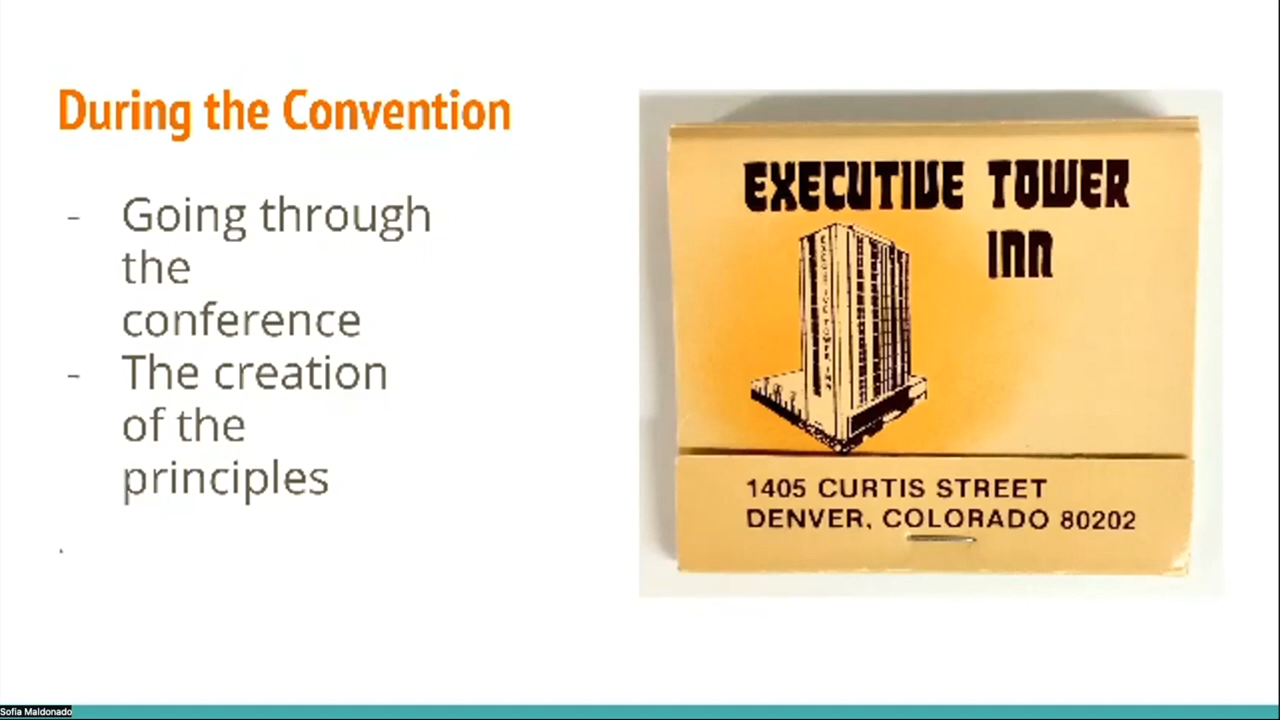 During the Convention
- Going through
the
conference
- The creation
of the
principles
.
EXECUTIVE TOWER
INN
1405 CURTIS STREET
DENVER, COLORADO 80202
Sofia Maldonado